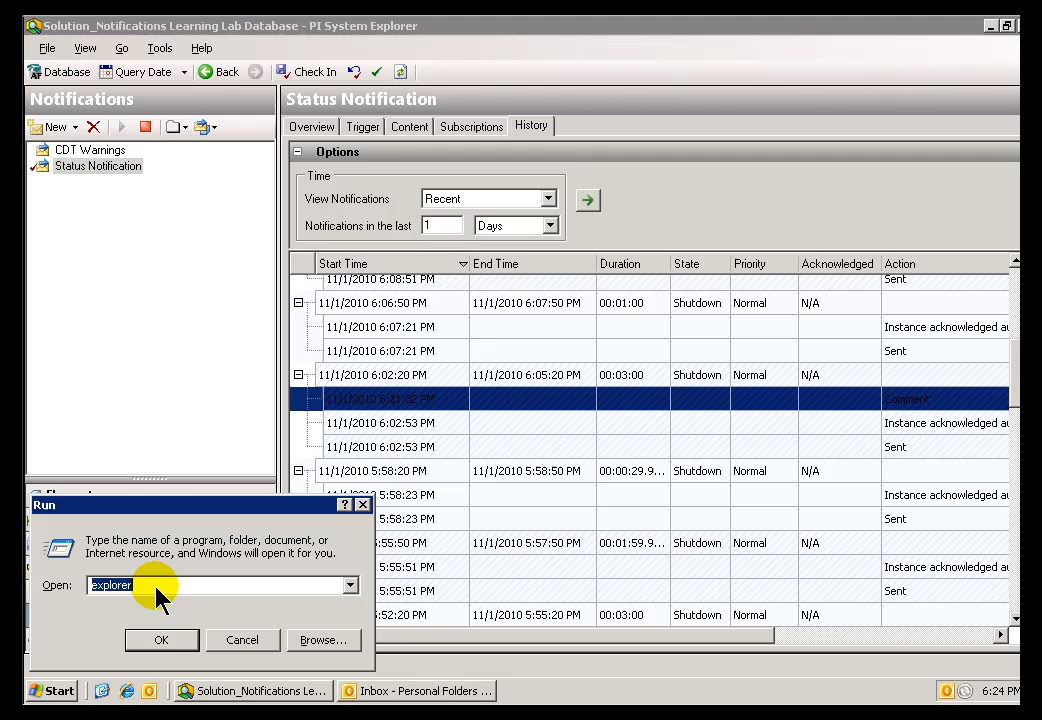 Solution_Notifications Learning Lab Database - PI System Explorer
File View Go Tools Help
Database Query Date Back Check In
Notifications
Status Notification
New
Overview Trigger Content Subscriptions History
CDT Warnings
Status Notification
Options
Time
View Notifications Recent
Notifications in the last 1 Days
Start Time End Time Duration State Priority Acknowledged Action
11/1/2010 6:08:51 PM Sent
11/1/2010 6:06:50 PM 11/1/2010 6:07:50 PM 00:01:00 Shutdown Normal N/A
11/1/2010 6:07:21 PM Instance acknowledged au
11/1/2010 6:07:21 PM Sent
11/1/2010 6:02:20 PM 11/1/2010 6:05:20 PM 00:03:00 Shutdown Normal N/A
11/1/2010 6:21:32 PM Comment
11/1/2010 6:02:53 PM Instance acknowledged au
11/1/2010 6:02:53 PM Sent
11/1/2010 5:58:20 PM 11/1/2010 5:58:50 PM 00:00:29.9... Shutdown Normal N/A
5:58:23 PM Instance acknowledged au
5:58:23 PM Sent
5:55:50 PM 11/1/2010 5:57:50 PM 00:01:59.9... Shutdown Normal N/A
5:55:51 PM Instance acknowledged au
5:55:51 PM Sent
5:52:20 PM 11/1/2010 5:55:20 PM 00:03:00 Shutdown Normal N/A
Run
Type the name of a program, folder, document, or
Internet resource, and Windows will open it for you.
Open: explorer
OK Cancel Browse...
Start Solution_Notifications Le... Inbox - Personal Folders ... 6:24 PM